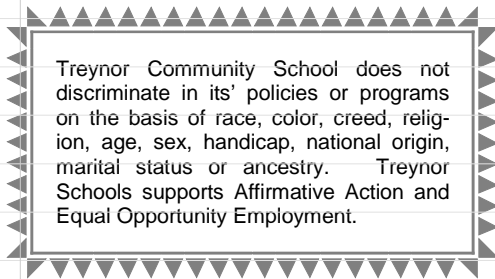 Treynor Community School does not
discriminate in its’ policies or programs
on the basis of race, color, creed, relig-
ion, age, sex, handicap, national origin,
marital status or ancestry. Treynor
Schools supports Affirmative Action and
Equal Opportunity Employment.